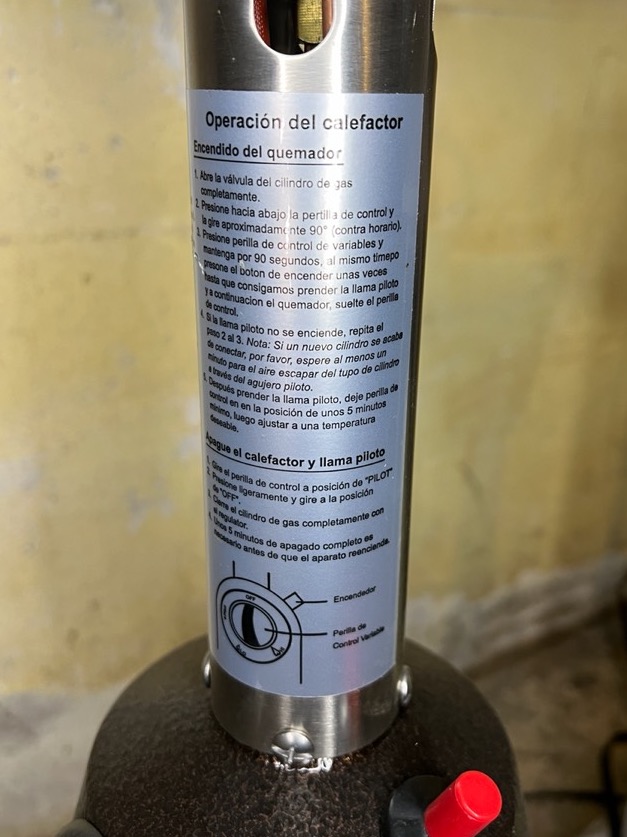 Operación del calefactor
Encendido del quemador
1. Abre la válvula del cilindro de gas
completamente.
2. Presione hacia abajo la pertilla de control y
la gire aproximadamente 90° (contra horario).
3. Presione perilla de control de variables y
mantenga por 90 segundos, al mismo timepo
presone el boton de encender unas veces
hasta que consigamos prender la llama piloto
y a continuacion el quemador, suelte el perilla
de control.
4. Si la llama piloto no se enciende, repita el
paso 2 al 3. Nota: Si un nuevo cilindro se acaba
de conectar, por favor, espere al menos un
minuto para el aire escapar del tupo de cilindro
a través del agujero piloto.
5. Después prender la llama piloto, deje perilla de
control en en la posición de unos 5 minutos
mínimo, luego ajustar a una temperatura
deseable.
Apague el calefactor y llama piloto
1. Gire el perilla de control a posición de "PILOT"
2. Presione ligeramente y gire a la posición
de "OFF".
3. Cierre el cilindro de gas completamente con
el regulator.
4. Unos 5 minutos de apagado completo es
necesario antes de que el aparato reencienda.
OFF
Encendedor
Perilla de
Control Variable